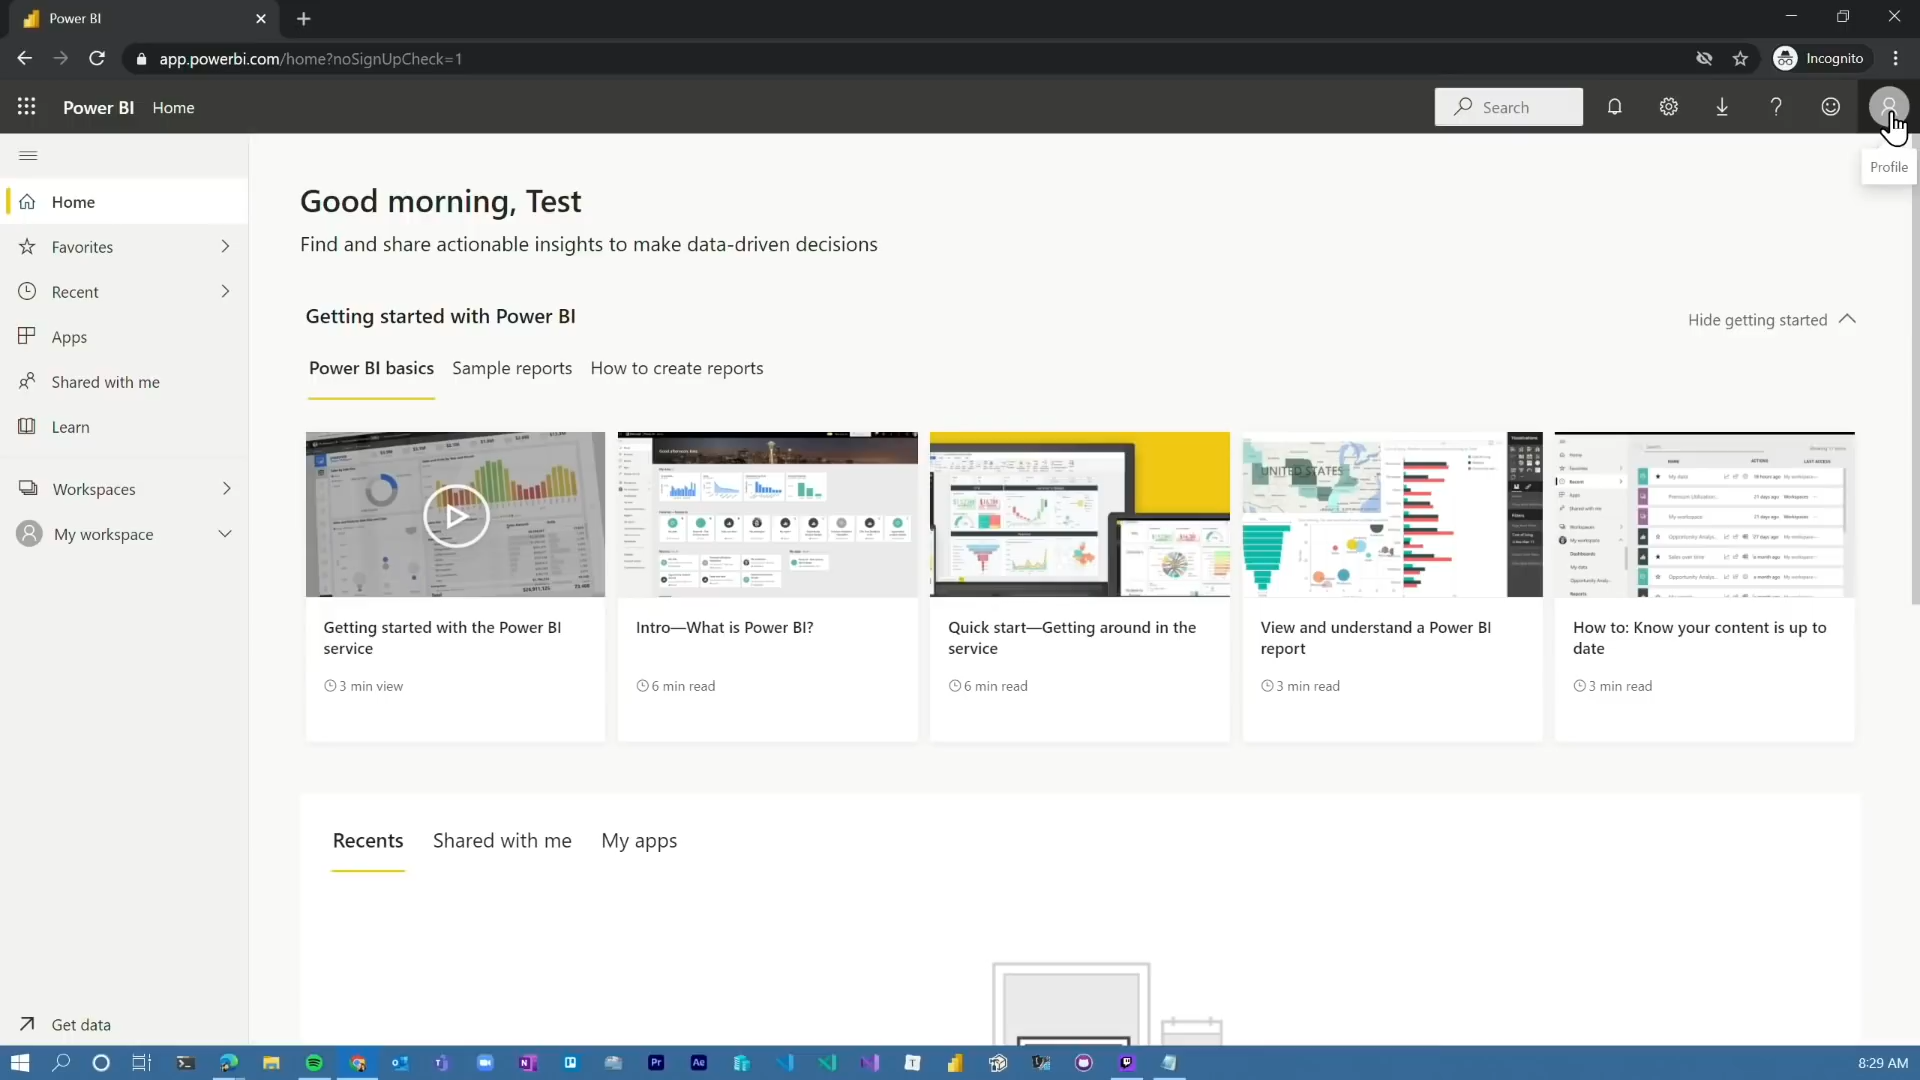 Power BI
app.powerbi.com/home?noSignUpCheck=1
Incognito
Power BI Home
Search
Profile
Home
Favorites
Recent
Apps
Shared with me
Learn
Workspaces
My workspace
Get data
Good morning, Test
Find and share actionable insights to make data-driven decisions
Getting started with Power BI
Hide getting started
Power BI basics Sample reports How to create reports
UNITED STATES
Getting started with the Power BI
service
3 min view
Intro—What is Power BI?
6 min read
Quick start—Getting around in the
service
6 min read
View and understand a Power BI
report
3 min read
How to: Know your content is up to
date
3 min read
Recents Shared with me My apps
8:29 AM